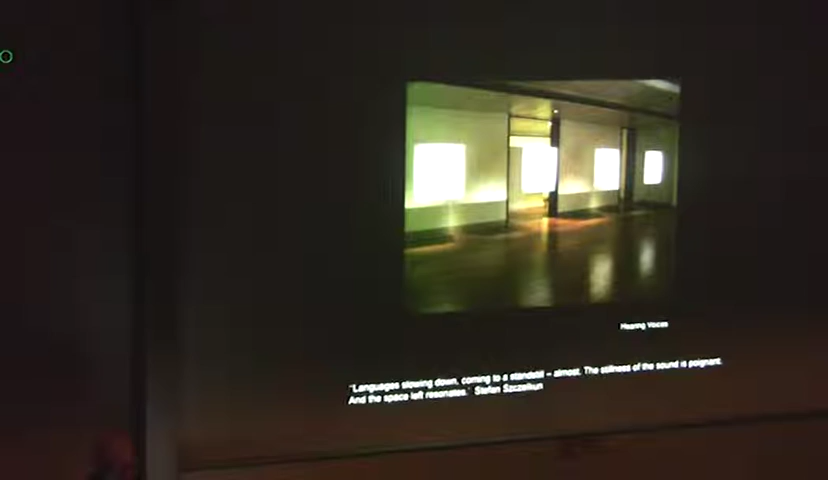 Hearing Voices
"Languages slowing down, coming to a standstill – almost. The stillness of the sound is poignant.
And the space left resonates." Stefan Szczelkun